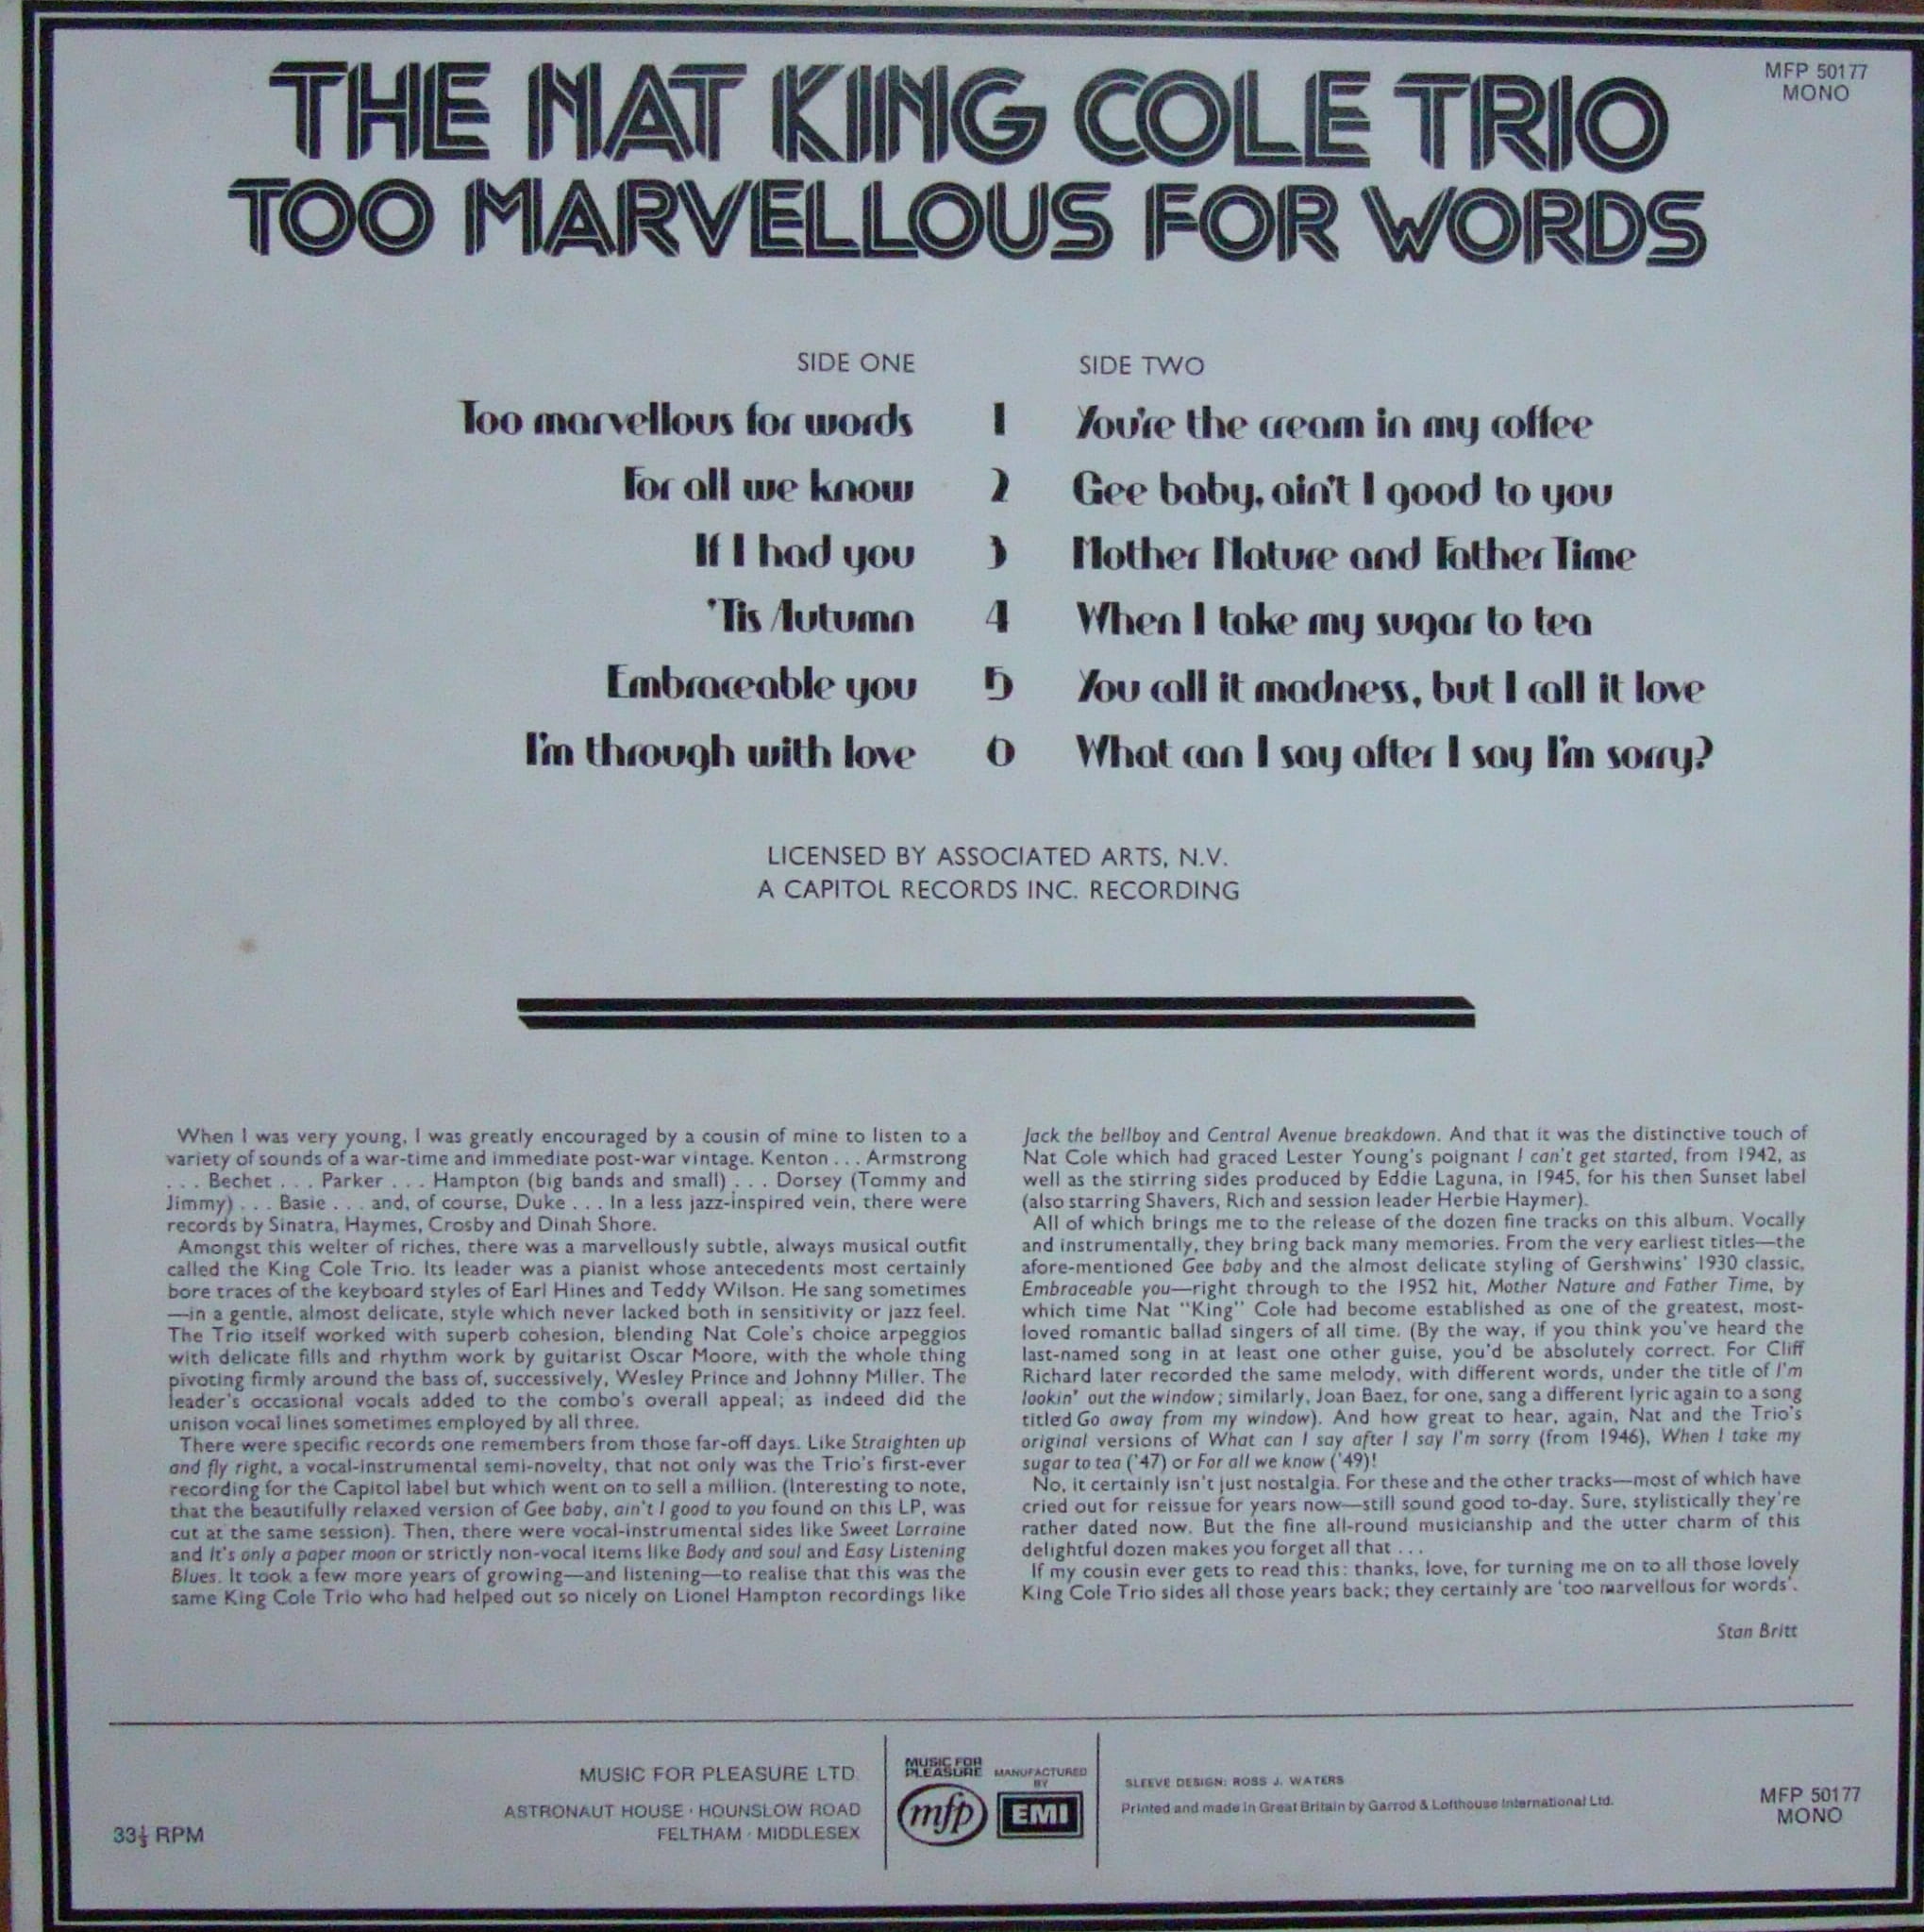 MFP 50177
MONO
THE NAT KING COLE TRIO
TOO MARVELLOUS FOR WORDS
SIDE ONE
Too marvellous for words 1
For all we know 2
If I had you 3
'Tis Autumn 4
Embraceable you 5
I'm through with love 6
SIDE TWO
You're the cream in my coffee
Gee baby, ain't I good to you
Mother Nature and Father Time
When I take my sugar to tea
You call it madness, but I call it love
What can I say after I say I'm sorry?
LICENSED BY ASSOCIATED ARTS, N.V.
A CAPITOL RECORDS INC. RECORDING
When I was very young, I was greatly encouraged by a cousin of mine to listen to a
variety of sounds of a war-time and immediate post-war vintage. Kenton . . . Armstrong
. . . Bechet . . . Parker . . . Hampton (big bands and small) . . . Dorsey (Tommy and
Jimmy) . . . Basie . . . and, of course, Duke . . . In a less jazz-inspired vein, there were
records by Sinatra, Haymes, Crosby and Dinah Shore.
Amongst this welter of riches, there was a marvellously subtle, always musical outfit
called the King Cole Trio. Its leader was a pianist whose antecedents most certainly
bore traces of the keyboard styles of Earl Hines and Teddy Wilson. He sang sometimes
—in a gentle, almost delicate, style which never lacked both in sensitivity or jazz feel.
The Trio itself worked with superb cohesion, blending Nat Cole's choice arpeggios
with delicate fills and rhythm work by guitarist Oscar Moore, with the whole thing
pivoting firmly around the bass of, successively, Wesley Prince and Johnny Miller. The
leader's occasional vocals added to the combo's overall appeal; as indeed did the
unison vocal lines sometimes employed by all three.
There were specific records one remembers from those far-off days. Like Straighten up
and fly right, a vocal-instrumental semi-novelty, that not only was the Trio's first-ever
recording for the Capitol label but which went on to sell a million. (Interesting to note,
that the beautifully relaxed version of Gee baby, ain't I good to you found on this LP, was
cut at the same session). Then, there were vocal-instrumental sides like Sweet Lorraine
and It's only a paper moon or strictly non-vocal items like Body and soul and Easy Listening
Blues. It took a few more years of growing—and listening—to realise that this was the
same King Cole Trio who had helped out so nicely on Lionel Hampton recordings like
Jack the bellboy and Central Avenue breakdown. And that it was the distinctive touch of
Nat Cole which had graced Lester Young's poignant I can't get started, from 1942, as
well as the stirring sides produced by Eddie Laguna, in 1945, for his then Sunset label
(also starring Shavers, Rich and session leader Herbie Haymer).
All of which brings me to the release of the dozen fine tracks on this album. Vocally
and instrumentally, they bring back many memories. From the very earliest titles—the
afore-mentioned Gee baby and the almost delicate styling of Gershwins' 1930 classic,
Embraceable you—right through to the 1952 hit, Mother Nature and Father Time, by
which time Nat "King" Cole had become established as one of the greatest, most-
loved romantic ballad singers of all time. (By the way, if you think you've heard the
last-named song in at least one other guise, you'd be absolutely correct. For Cliff
Richard later recorded the same melody, with different words, under the title of I'm
lookin' out the window; similarly, Joan Baez, for one, sang a different lyric again to a song
titled Go away from my window). And how great to hear, again, Nat and the Trio's
original versions of What can I say after I say I'm sorry (from 1946), When I take my
sugar to tea ('47) or For all we know ('49)!
No, it certainly isn't just nostalgia. For these and the other tracks—most of which have
cried out for reissue for years now—still sound good to-day. Sure, stylistically they're
rather dated now. But the fine all-round musicianship and the utter charm of this
delightful dozen makes you forget all that . . .
If my cousin ever gets to read this: thanks, love, for turning me on to all those lovely
King Cole Trio sides all those years back; they certainly are 'too marvellous for words'.
Stan Britt
33⅓ RPM
MUSIC FOR PLEASURE LTD.
ASTRONAUT HOUSE · HOUNSLOW ROAD
FELTHAM · MIDDLESEX
MUSIC FOR
PLEASURE
mfp
MANUFACTURED
BY
EMI
SLEEVE DESIGN: ROSS J. WATERS
Printed and made in Great Britain by Garrod & Lofthouse International Ltd.
MFP 50177
MONO